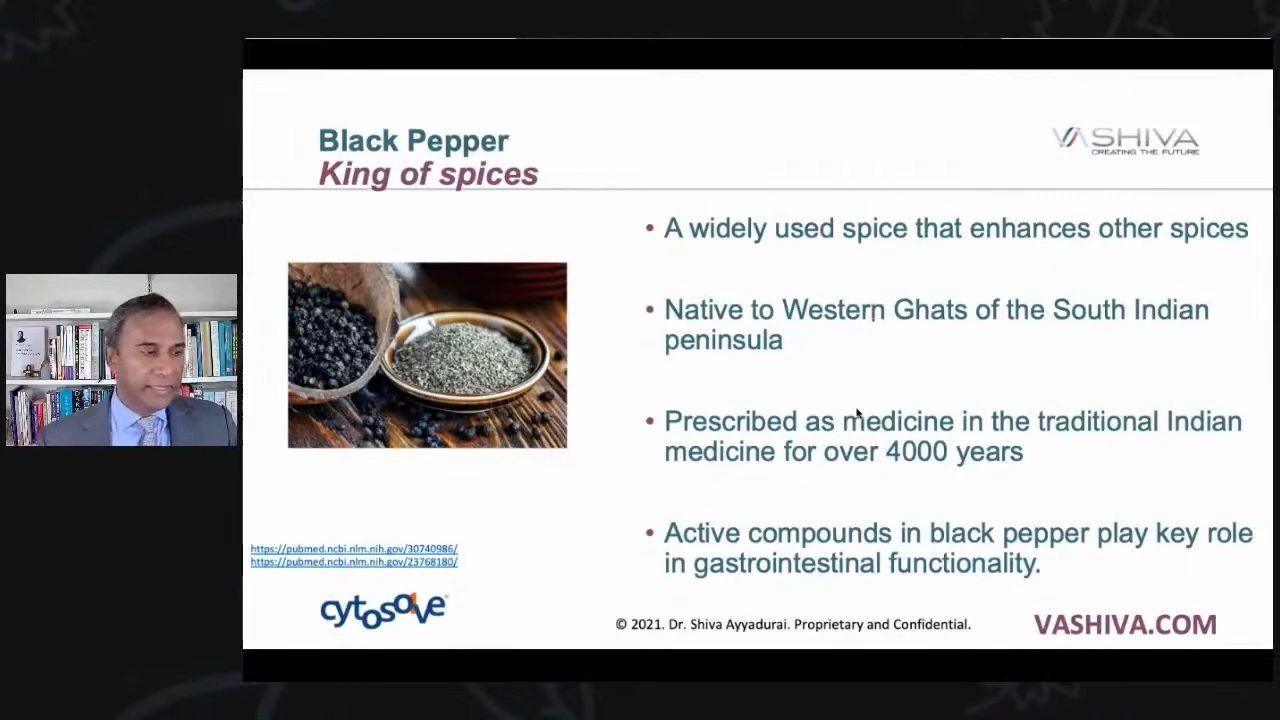 Black Pepper
King of spices
VASHIVA
CREATING THE FUTURE
• A widely used spice that enhances other spices
• Native to Western Ghats of the South Indian
peninsula
• Prescribed as medicine in the traditional Indian
medicine for over 4000 years
• Active compounds in black pepper play key role
in gastrointestinal functionality.
https://pubmed.ncbi.nlm.nih.gov/30740986/
https://pubmed.ncbi.nlm.nih.gov/23768180/
cytosolve
© 2021. Dr. Shiva Ayyadurai. Proprietary and Confidential.
VASHIVA.COM